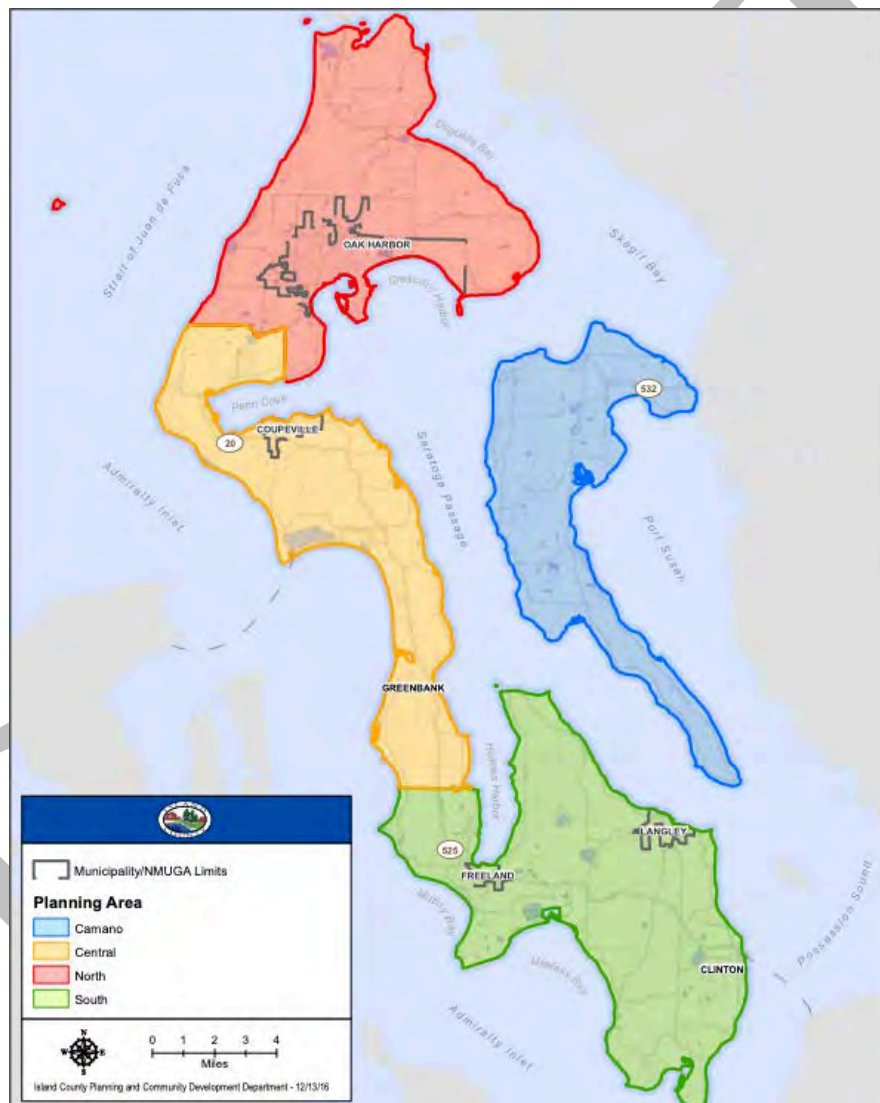 Dugualla Bay
Strait of Juan de Fuca
Skagit Bay
OAK HARBOR
Crescent Harbor
532
Penn Cove
COUPEVILLE
20
Saratoga Passage
Admiralty Inlet
Port Susan
GREENBANK
Holmes Harbor
LANGLEY
525
FREELAND
Mutiny Bay
Possession Sound
Useless Bay
CLINTON
Admiralty Inlet
ISLAND
COUNTY
Municipality/NMUGA Limits
Planning Area
Camano
Central
North
South
N
W E
S
0 1 2 3 4
Miles
Island County Planning and Community Development Department - 12/13/16